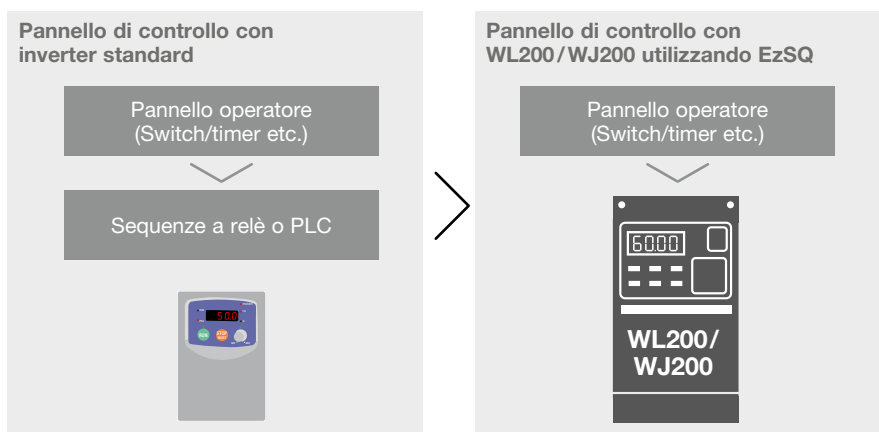 Pannello di controllo con
inverter standard
Pannello operatore
(Switch/timer etc.)
Sequenze a relè o PLC
50.0
RUN
Pannello di controllo con
WL200/WJ200 utilizzando EzSQ
Pannello operatore
(Switch/timer etc.)
60.00
WL200/
WJ200